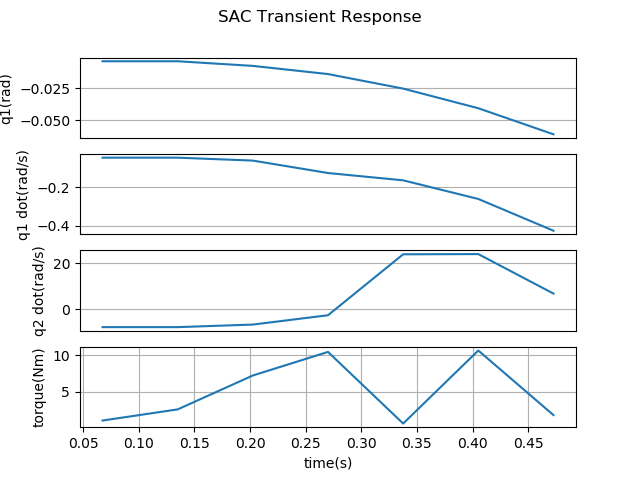 SAC Transient Response
q1(rad)
−0.025
−0.050
q1 dot(rad/s)
−0.2
−0.4
q2 dot(rad/s)
20
0
torque(Nm)
10
5
0.05 0.10 0.15 0.20 0.25 0.30 0.35 0.40 0.45
time(s)